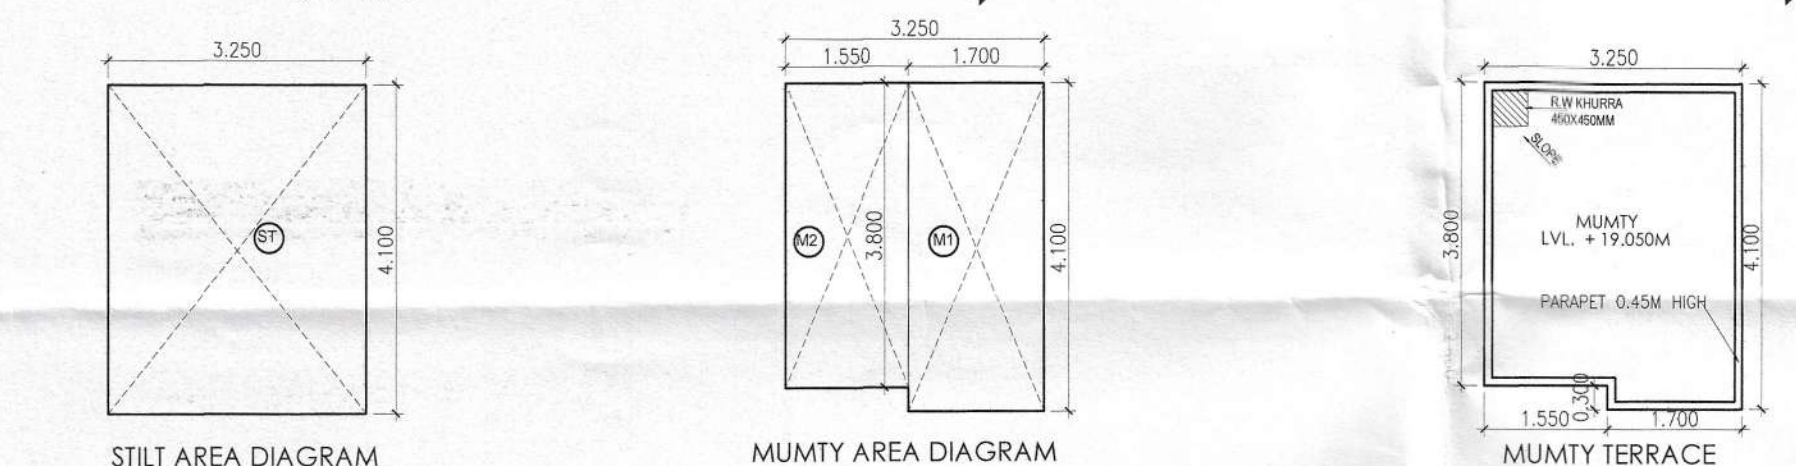 3.250
ST
4.100
STILT AREA DIAGRAM
3.250
1.550 1.700
M2
3.800
M1
4.100
MUMTY AREA DIAGRAM
3.250
R.W KHURRA
450X450MM
SLOPE
3.800
MUMTY
LVL. + 19.050M
4.100
PARAPET 0.45M HIGH
0.300
1.550 1.700
MUMTY TERRACE